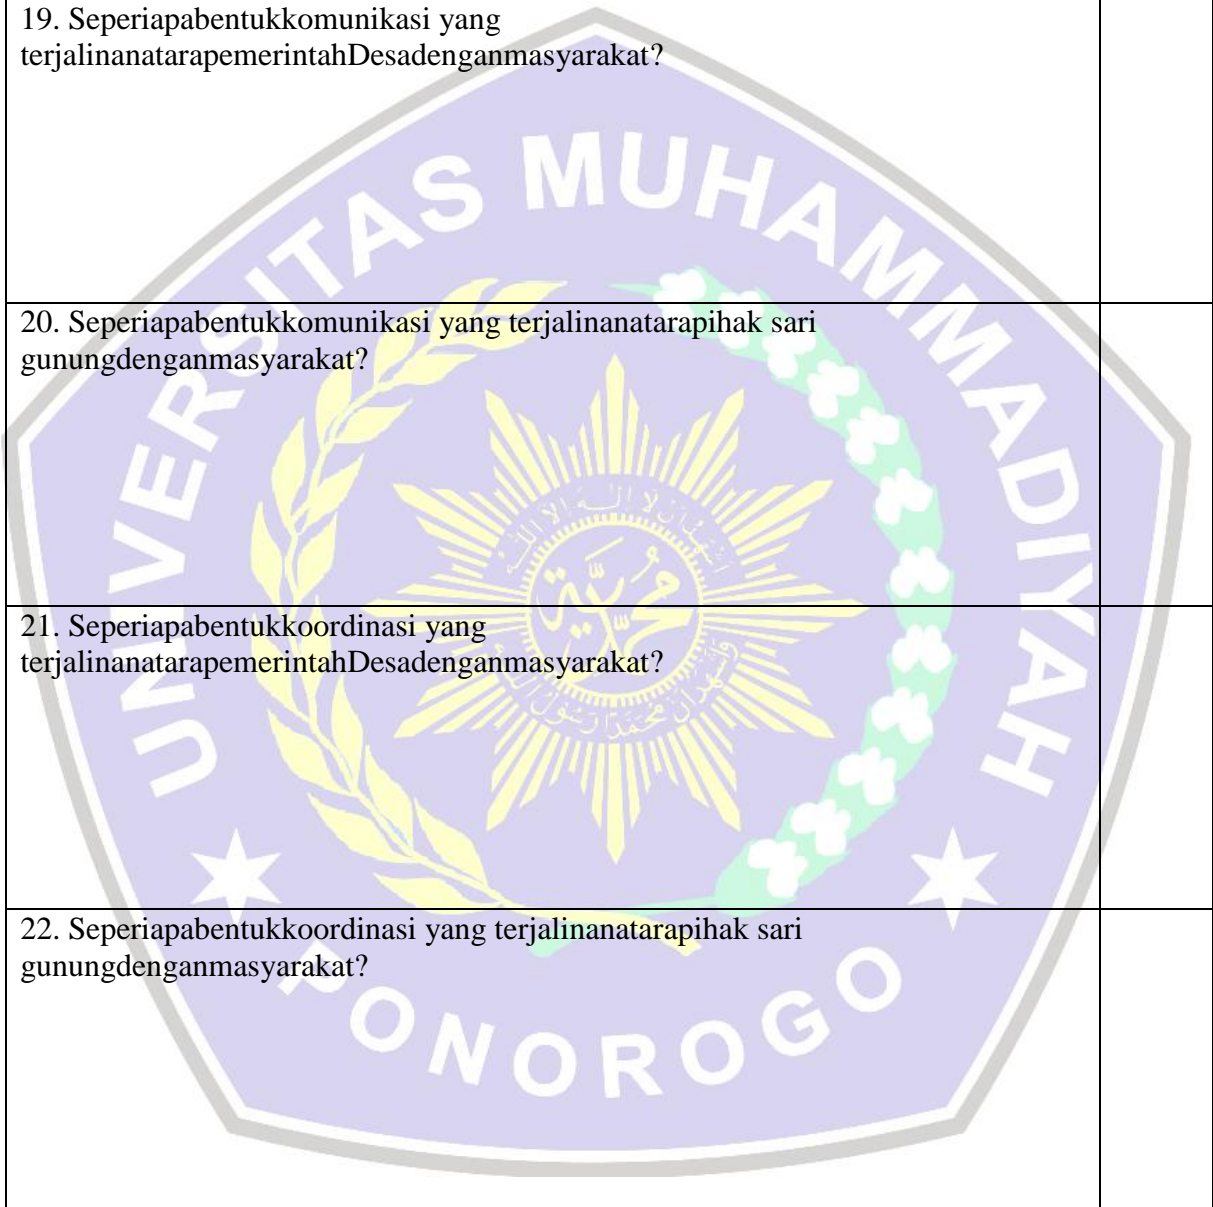 19. Seperiapabentukkomunikasi yang
terjalinanatarapemerintahDesadenganmasyarakat?
20. Seperiapabentukkomunikasi yang terjalinanatarapihak sari
gunungdenganmasyarakat?
21. Seperiapabentukkoordinasi yang
terjalinanatarapemerintahDesadenganmasyarakat?
22. Seperiapabentukkoordinasi yang terjalinanatarapihak sari
gunungdenganmasyarakat?
UNIVERSITAS MUHAMMADIYAH
PONOROGO
محمدية